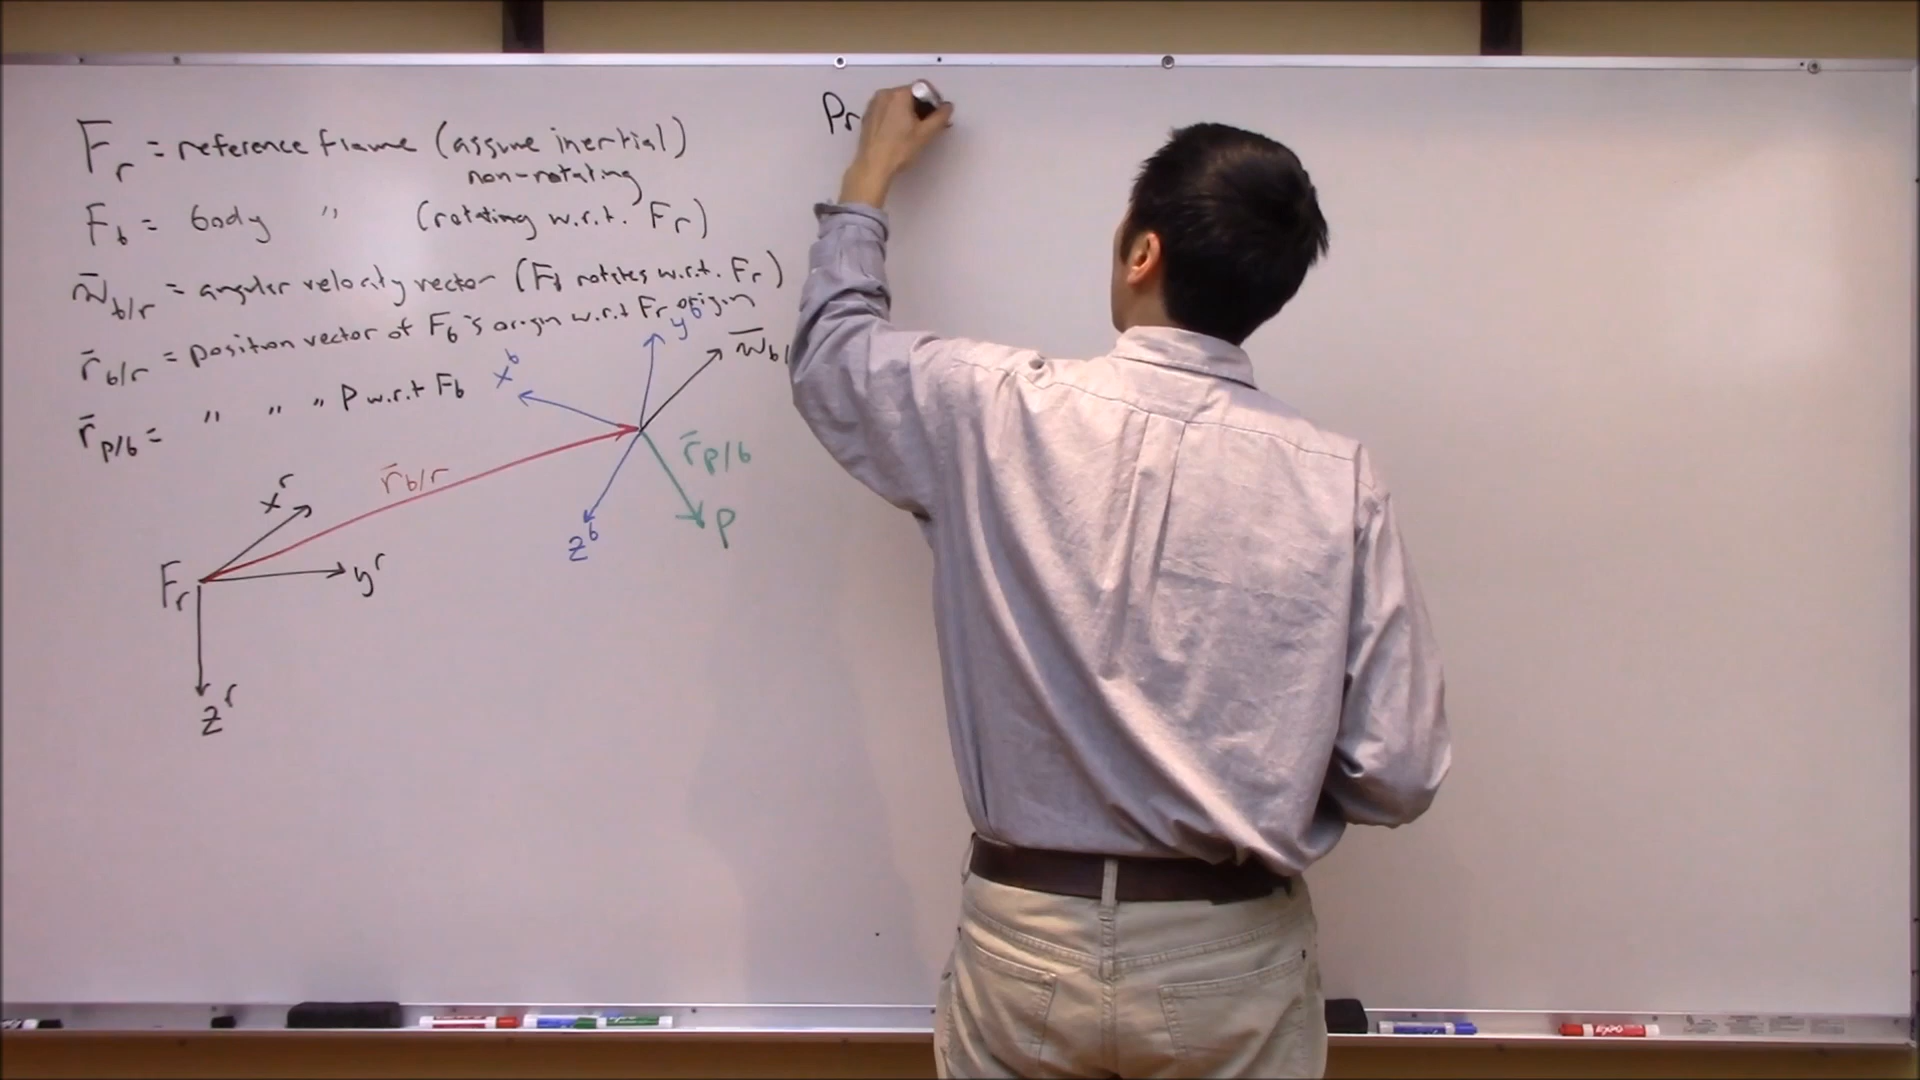 Fr = reference frame (assume inertial)
non-rotating
Fb = body " (rotating w.r.t. Fr)
w̄b/r = angular velocity vector (Fb rotates w.r.t. Fr)
r̄b/r = position vector of Fb's origin w.r.t Fr origin
r̄p/b = " " " P w.r.t Fb
Pr
xb
yb
w̄b/
r̄b/r
r̄p/b
zb
P
xr
Fr
yr
zr
EXPO